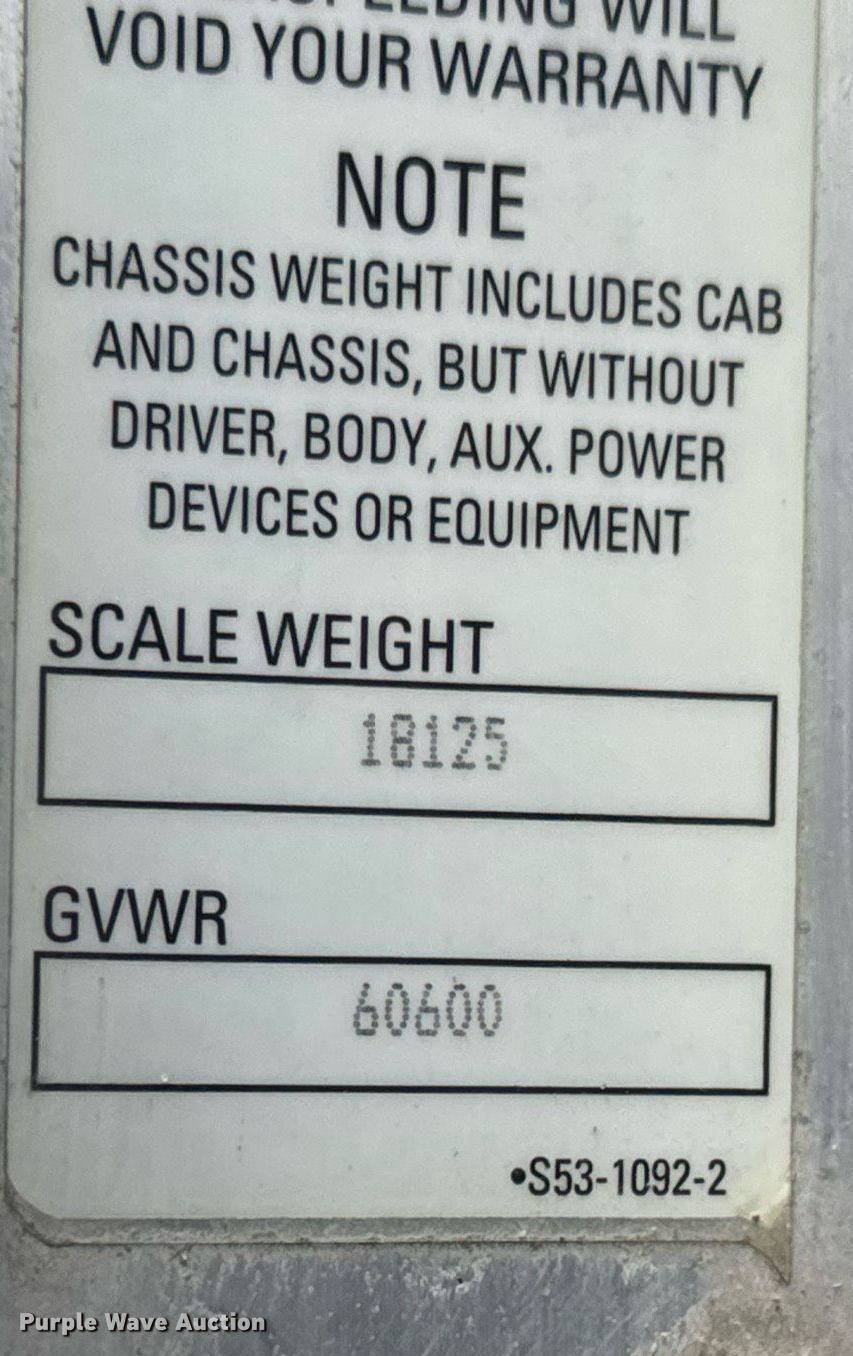 WILL
VOID YOUR WARRANTY
NOTE
CHASSIS WEIGHT INCLUDES CAB
AND CHASSIS, BUT WITHOUT
DRIVER, BODY, AUX. POWER
DEVICES OR EQUIPMENT
SCALE WEIGHT
18125
GVWR
60600
•S53-1092-2
Purple Wave Auction